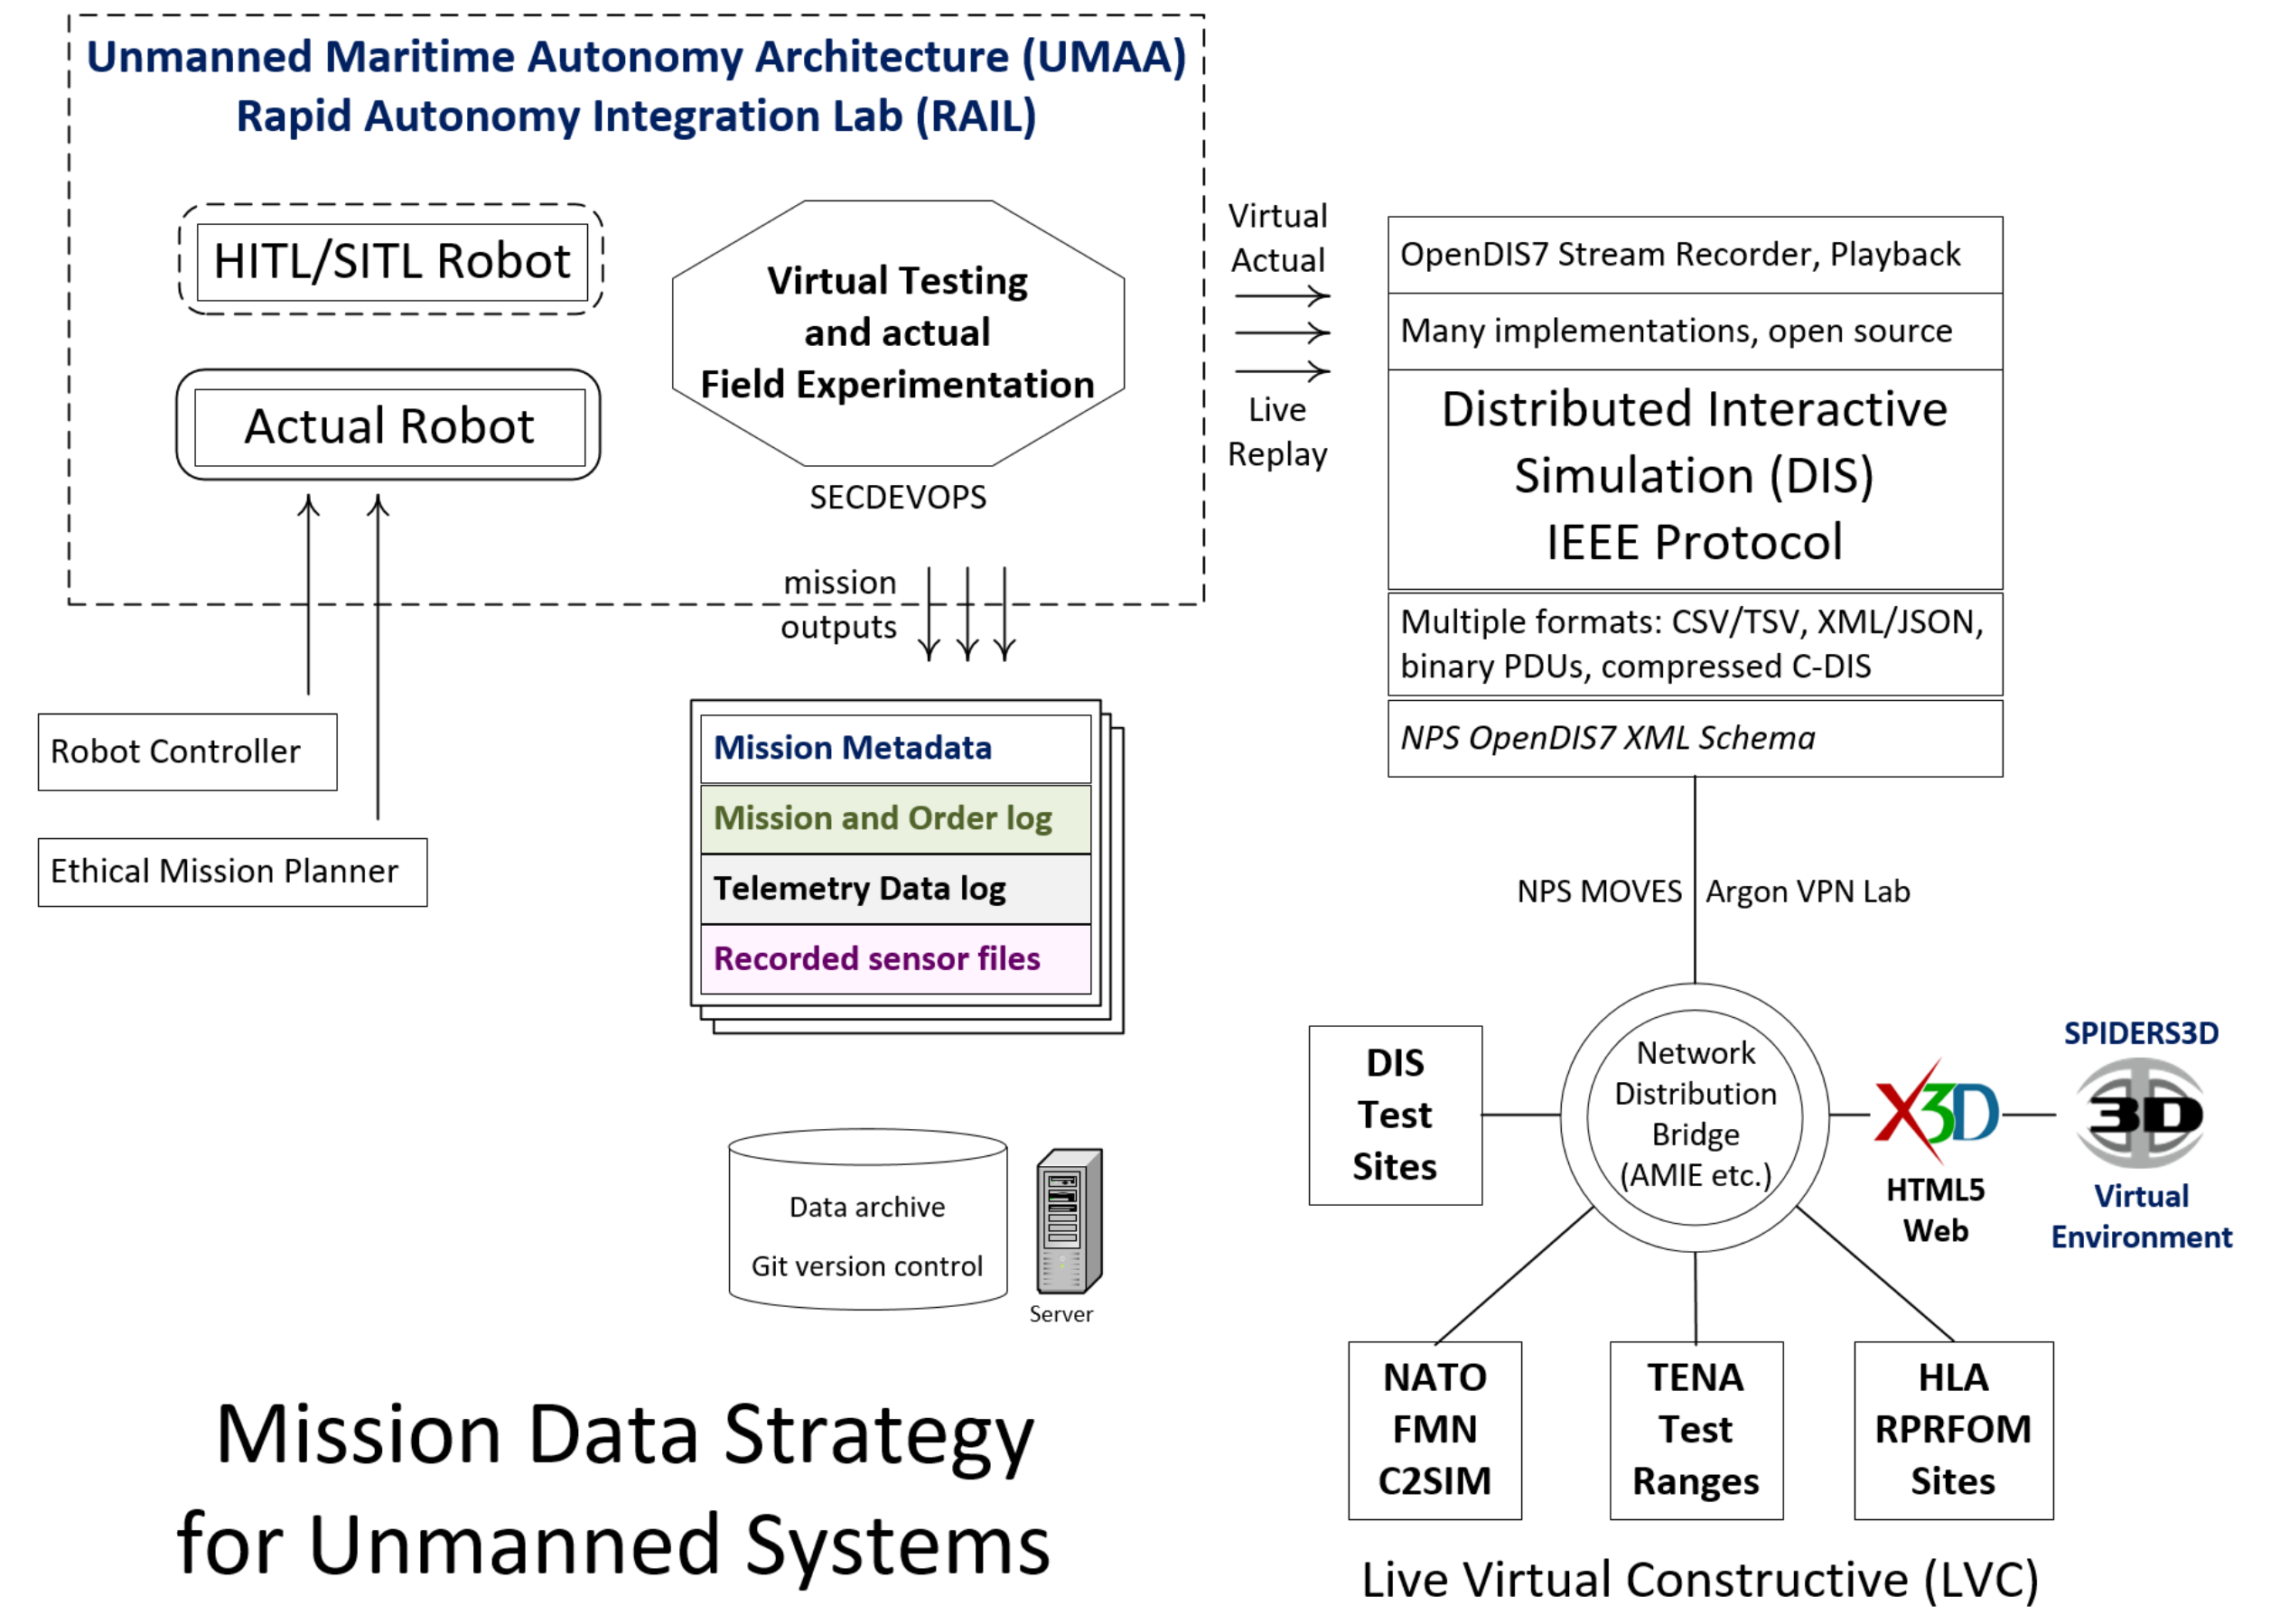 Unmanned Maritime Autonomy Architecture (UMAA)
Rapid Autonomy Integration Lab (RAIL)
HITL/SITL Robot
Actual Robot
Virtual Testing
and actual
Field Experimentation
SECDEVOPS
mission
outputs
Robot Controller
Ethical Mission Planner
Mission Metadata
Mission and Order log
Telemetry Data log
Recorded sensor files
Data archive
Git version control
Server
Mission Data Strategy
for Unmanned Systems
Virtual
Actual
Live
Replay
OpenDIS7 Stream Recorder, Playback
Many implementations, open source
Distributed Interactive
Simulation (DIS)
IEEE Protocol
Multiple formats: CSV/TSV, XML/JSON,
binary PDUs, compressed C-DIS
NPS OpenDIS7 XML Schema
NPS MOVES
Argon VPN Lab
DIS
Test
Sites
Network
Distribution
Bridge
(AMIE etc.)
X3D
HTML5
Web
SPIDERS3D
3D
Virtual
Environment
NATO
FMN
C2SIM
TENA
Test
Ranges
HLA
RPRFOM
Sites
Live Virtual Constructive (LVC)